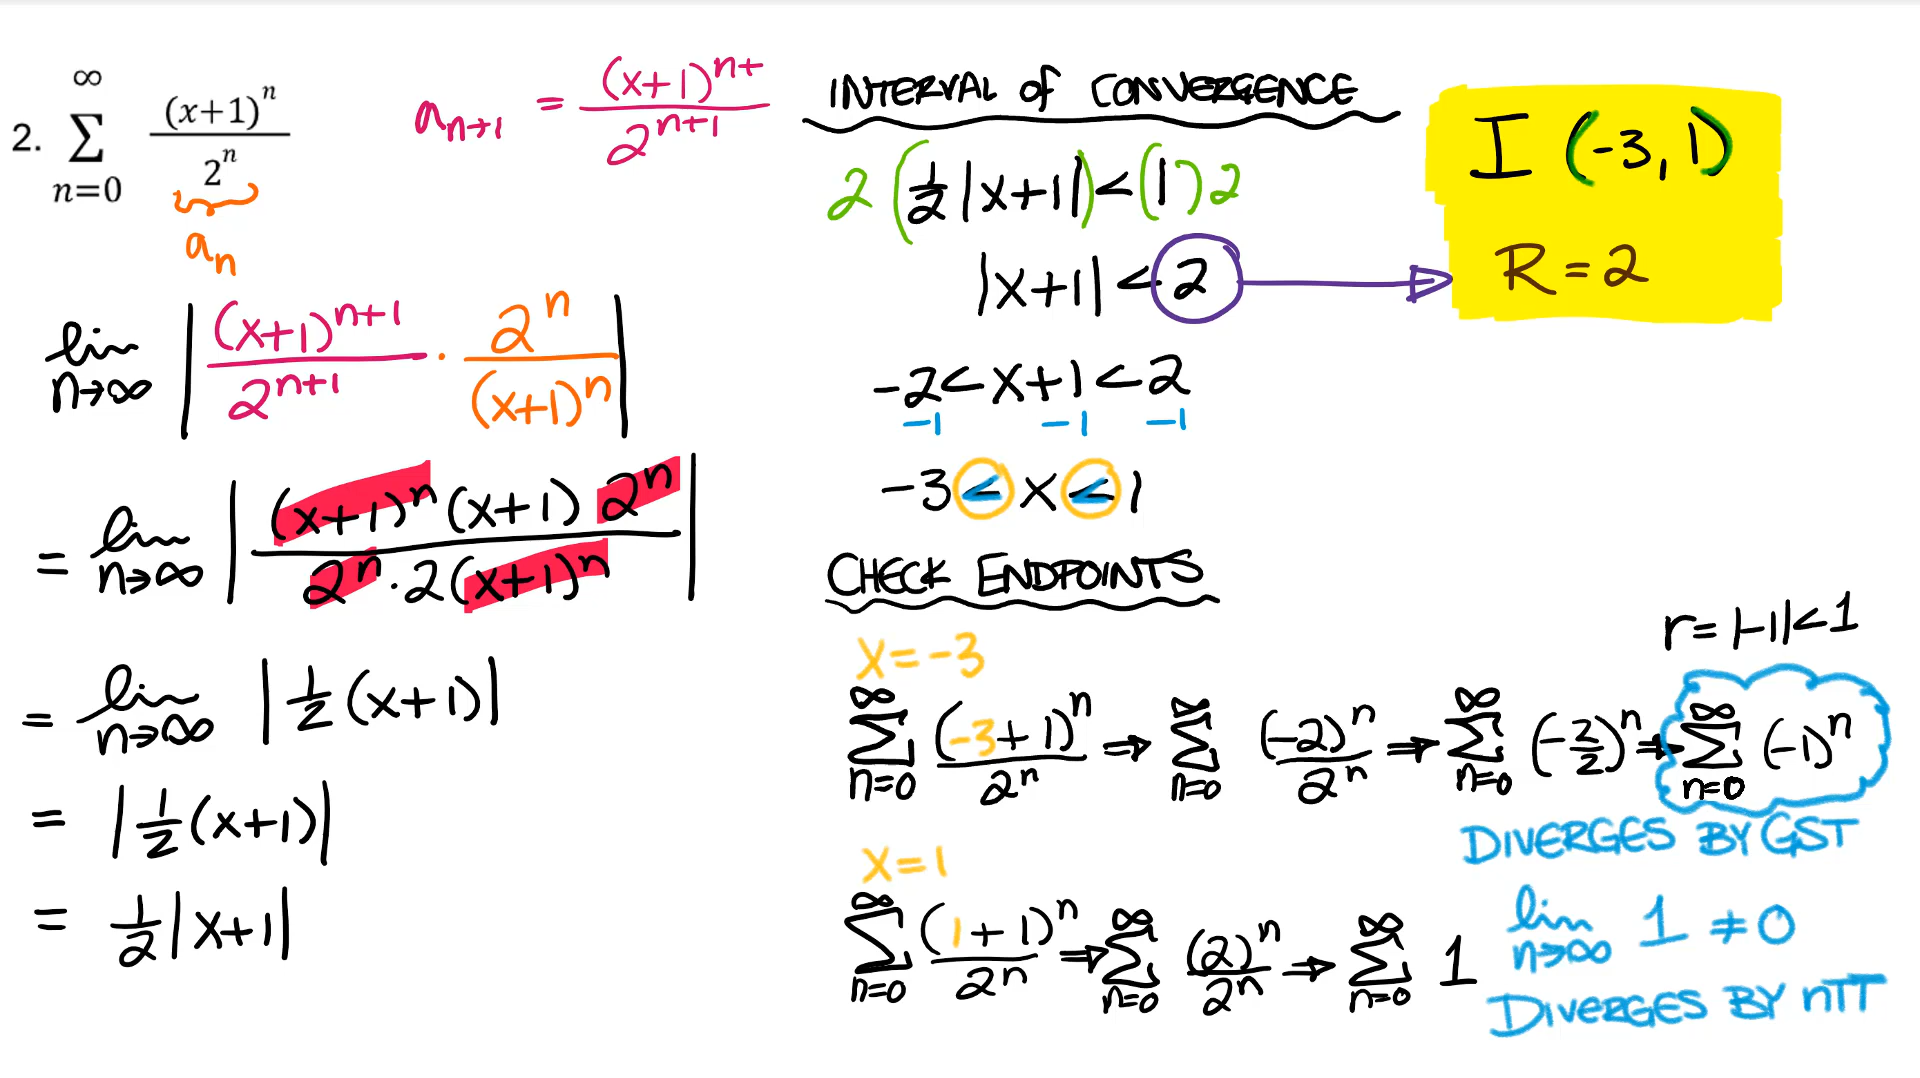 2. ∞ ∑ n=0 (x+1)^n / 2^n
a_n
a_{n+1} = (x+1)^{n+ / 2^{n+1}
lim n→∞ | (x+1)^{n+1} / 2^{n+1} · 2^n / (x+1)^n |
= lim n→∞ | (x+1)^n (x+1) 2^n / 2^n · 2 (x+1)^n |
= lim n→∞ | 1/2 (x+1) |
= | 1/2 (x+1) |
= 1/2 | x+1 |
INTERVAL of CONVERGENCE
2 ( 1/2 | x+1 | ) < (1) 2
| x+1 | < 2
-2 < x+1 < 2
-1 -1 -1
-3 < x < 1
I (-3, 1)
R = 2
CHECK ENDPOINTS
x = -3
r = |-1| < 1
∞ ∑ n=0 (-3+1)^n / 2^n ⇒ ∞ ∑ n=0 (-2)^n / 2^n ⇒ ∞ ∑ n=0 (-2/2)^n ⇒ ∞ ∑ n=0 (-1)^n
DIVERGES BY GST
x = 1
∞ ∑ n=0 (1+1)^n / 2^n ⇒ ∞ ∑ n=0 (2)^n / 2^n ⇒ ∞ ∑ n=0 1
lim n→∞ 1 ≠ 0
DIVERGES BY nTT